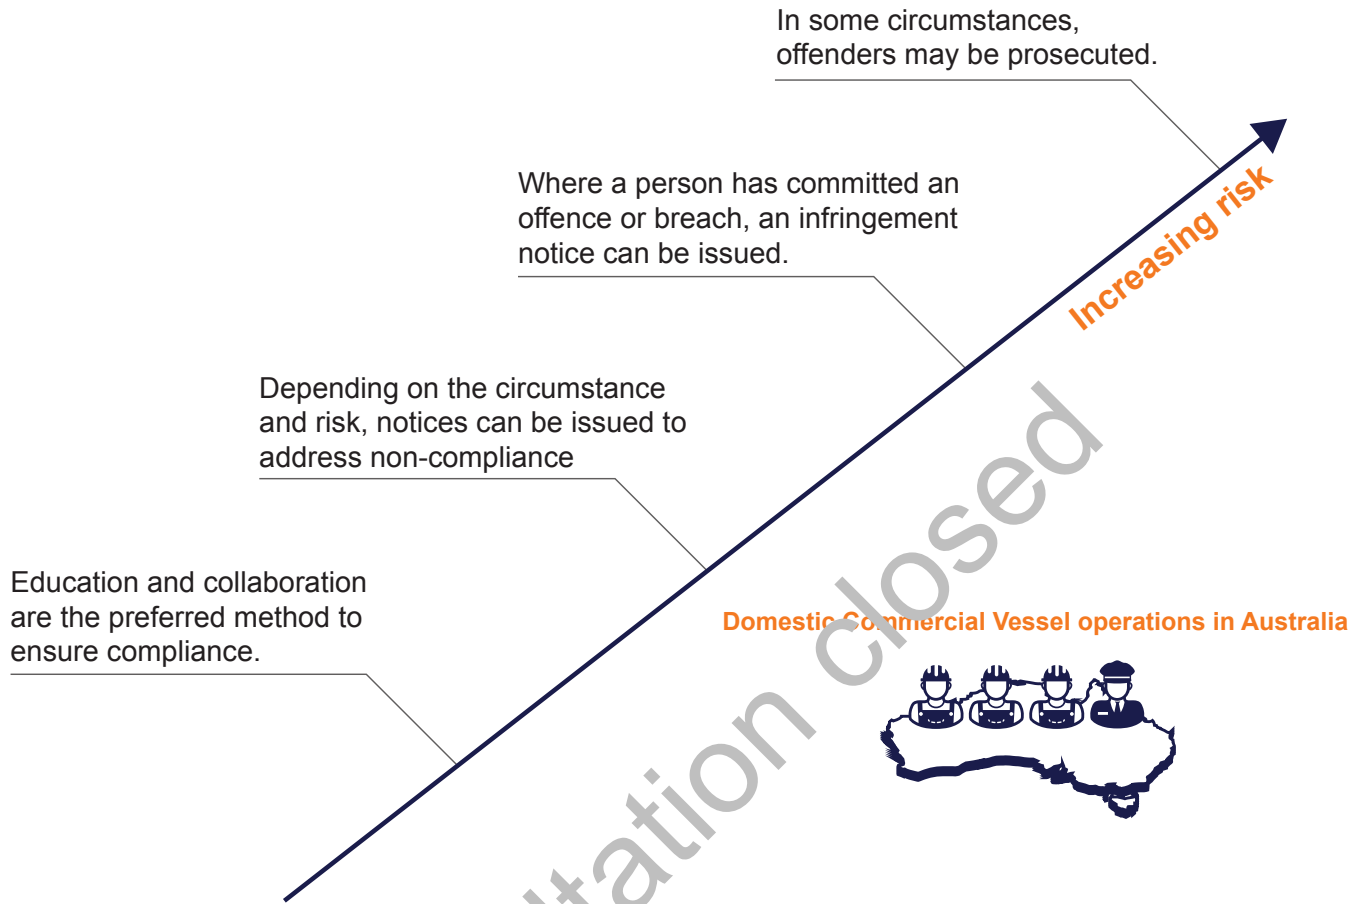 In some circumstances,
offenders may be prosecuted.
Where a person has committed an
offence or breach, an infringement
notice can be issued.
Increasing risk
Depending on the circumstance
and risk, notices can be issued to
address non-compliance
Education and collaboration
are the preferred method to
ensure compliance.
Domestic Commercial Vessel operations in Australia
closed